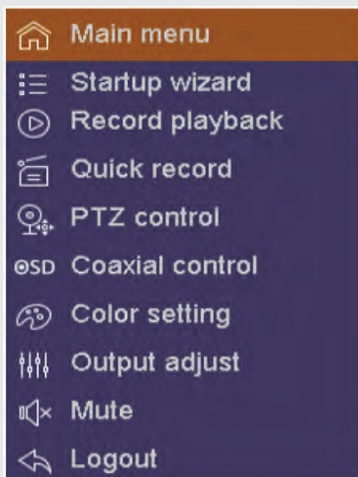 Main menu
Startup wizard
Record playback
Quick record
PTZ control
OSD Coaxial control
Color setting
Output adjust
Mute
Logout